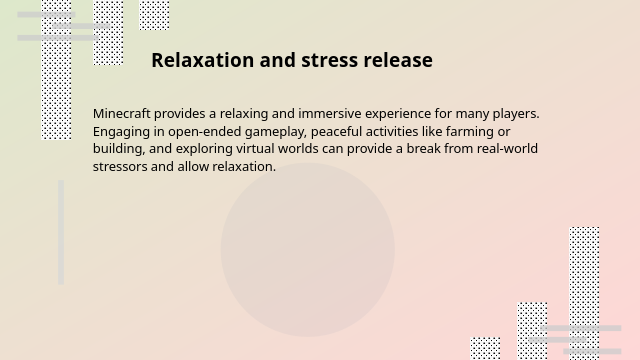 Relaxation and stress release
Minecraft provides a relaxing and immersive experience for many players.
Engaging in open-ended gameplay, peaceful activities like farming or
building, and exploring virtual worlds can provide a break from real-world
stressors and allow relaxation.